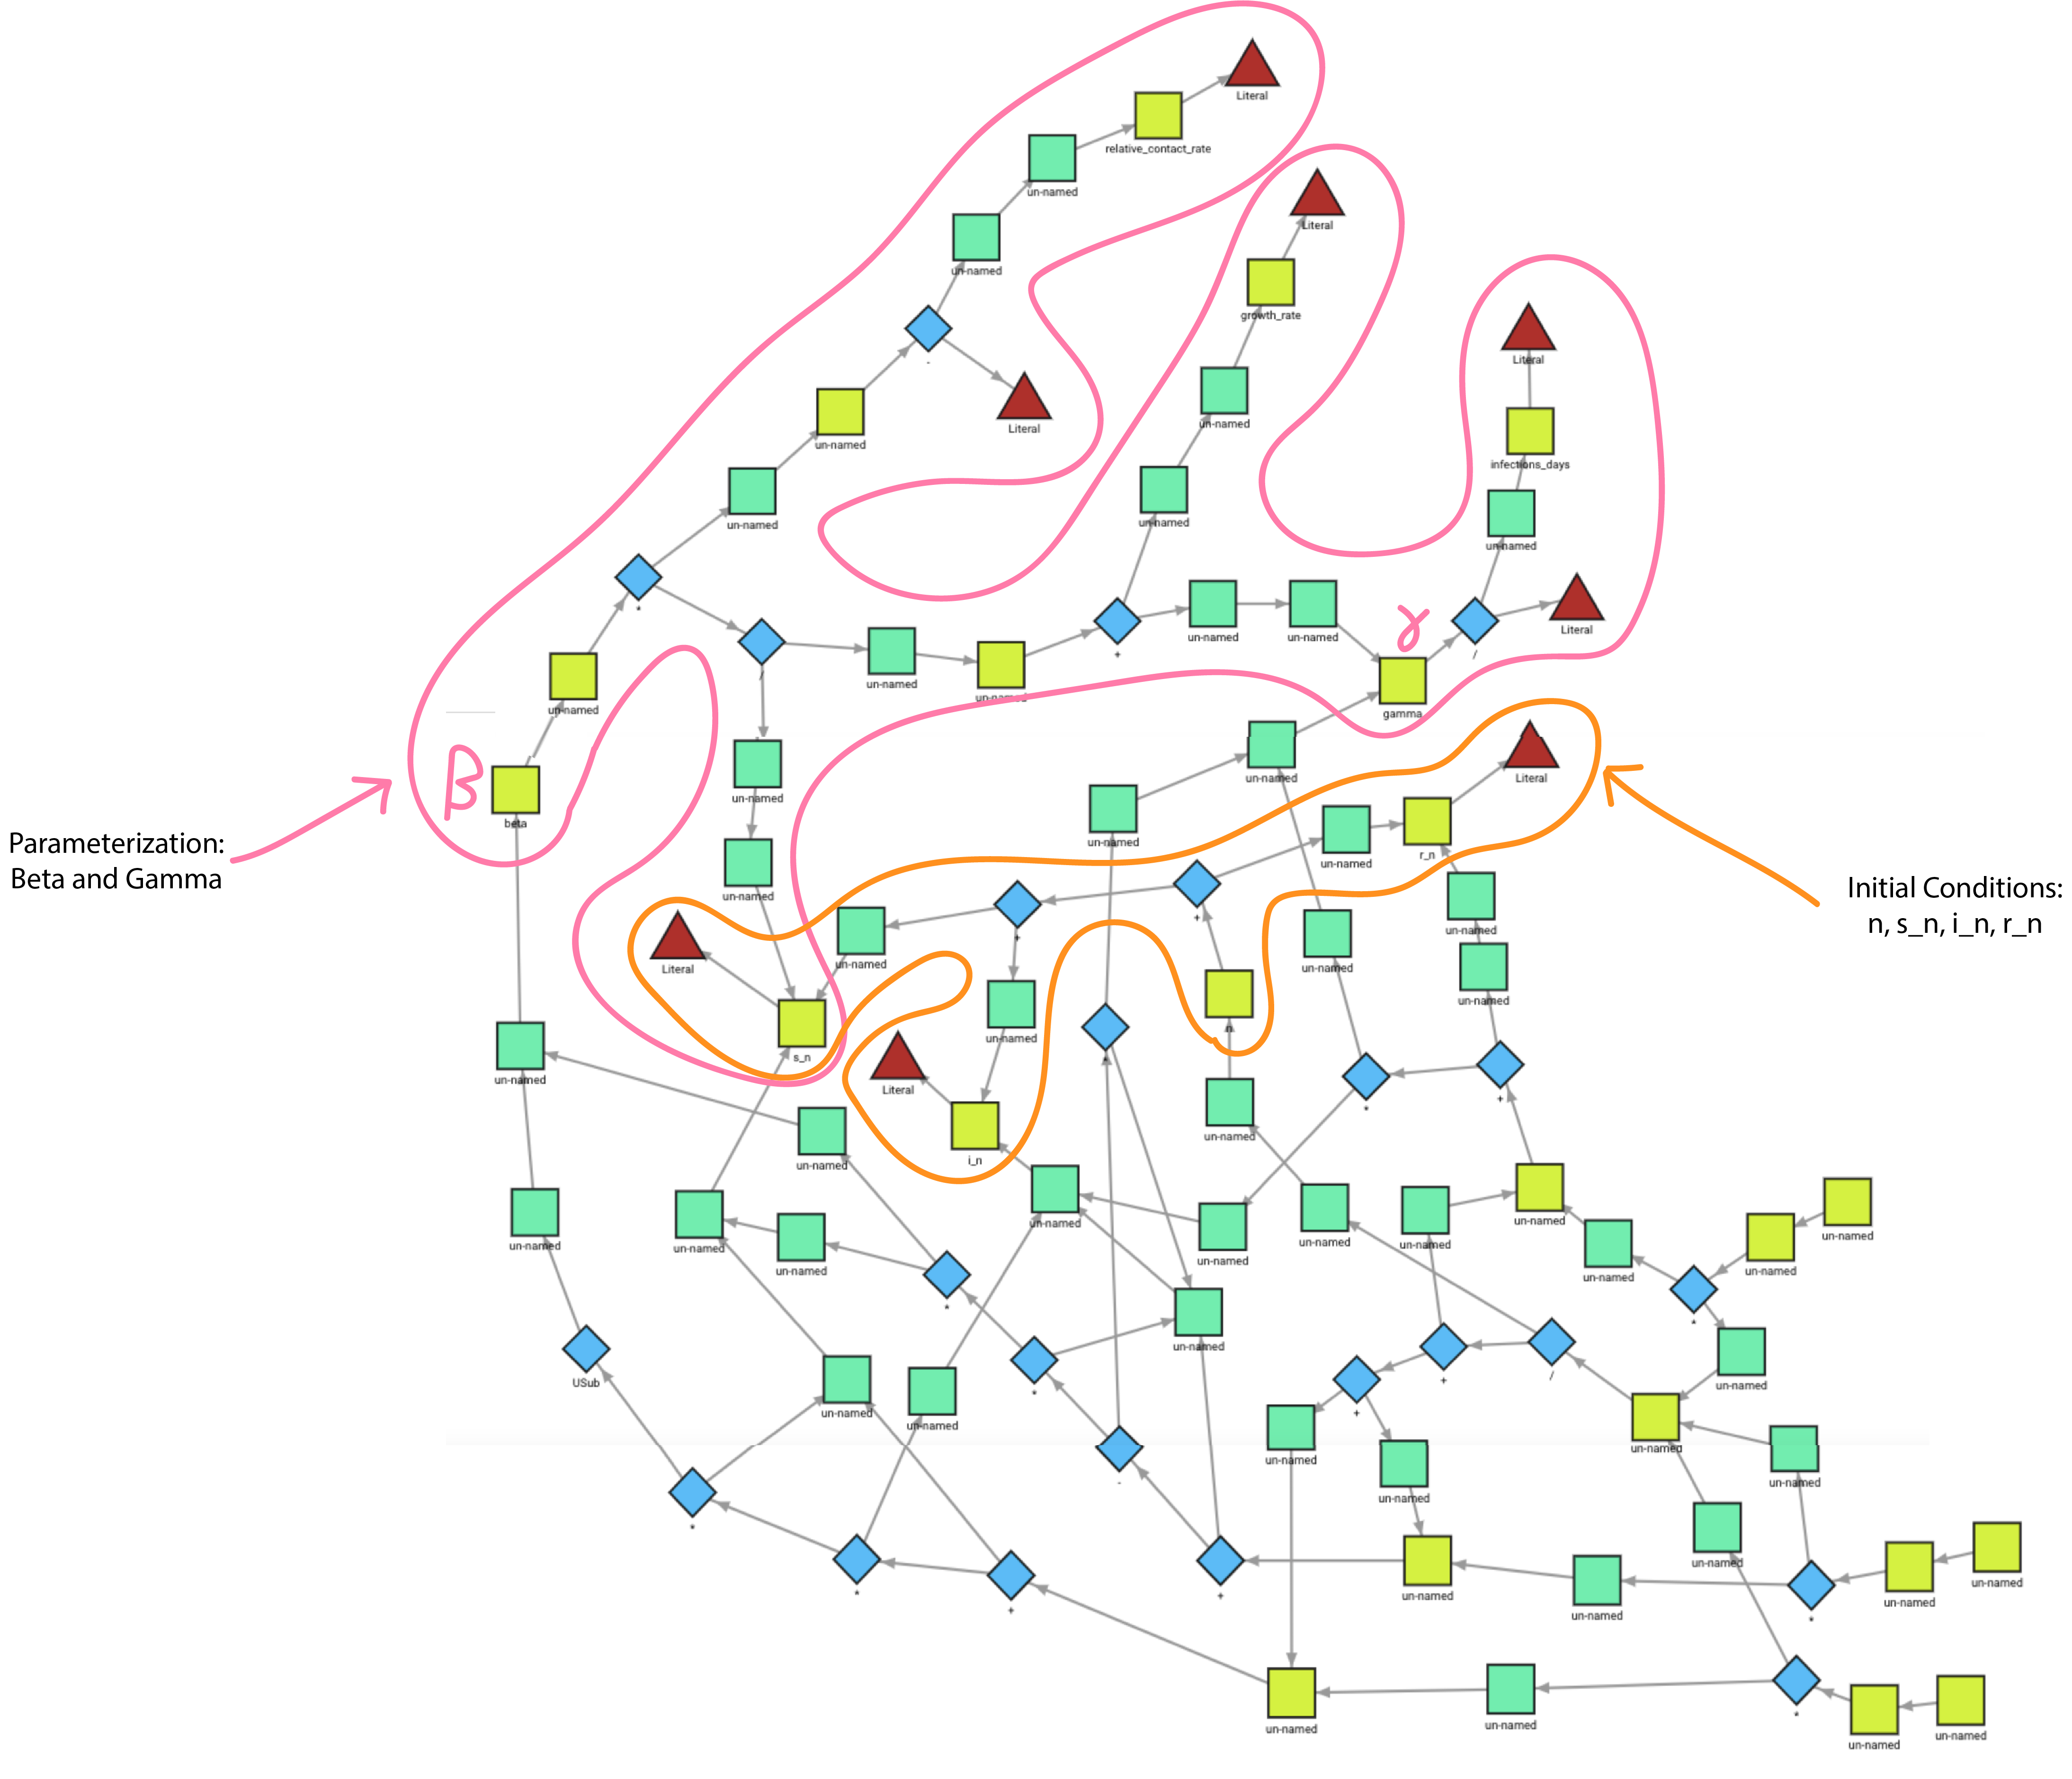 Literal
relative_contact_rate
un-named
Literal
un-named
growth_rate
-
Literal
Literal
un-named
Literal
un-named
infections_days
un-named
un-named
un-named
*
un-named
un-named
γ
Literal
/
un-named
un-named
+
/
un-named
gamma
β
beta
un-named
un-named
Literal
Parameterization:
Beta and Gamma
un-named
un-named
un-named
r_n
Initial Conditions:
n, s_n, i_n, r_n
un-named
+
+
un-named
Literal
un-named
un-named
un-named
n
un-named
s_n
Literal
un-named
*
+
un-named
un-named
i_n
un-named
un-named
un-named
un-named
un-named
un-named
un-named
un-named
un-named
un-named
un-named
*
*
un-named
un-named
USub
*
+
/
un-named
un-named
un-named
+
un-named
un-named
-
un-named
un-named
*
un-named
*
+
+
un-named
un-named
*
un-named
un-named
un-named
un-named
*
un-named
un-named